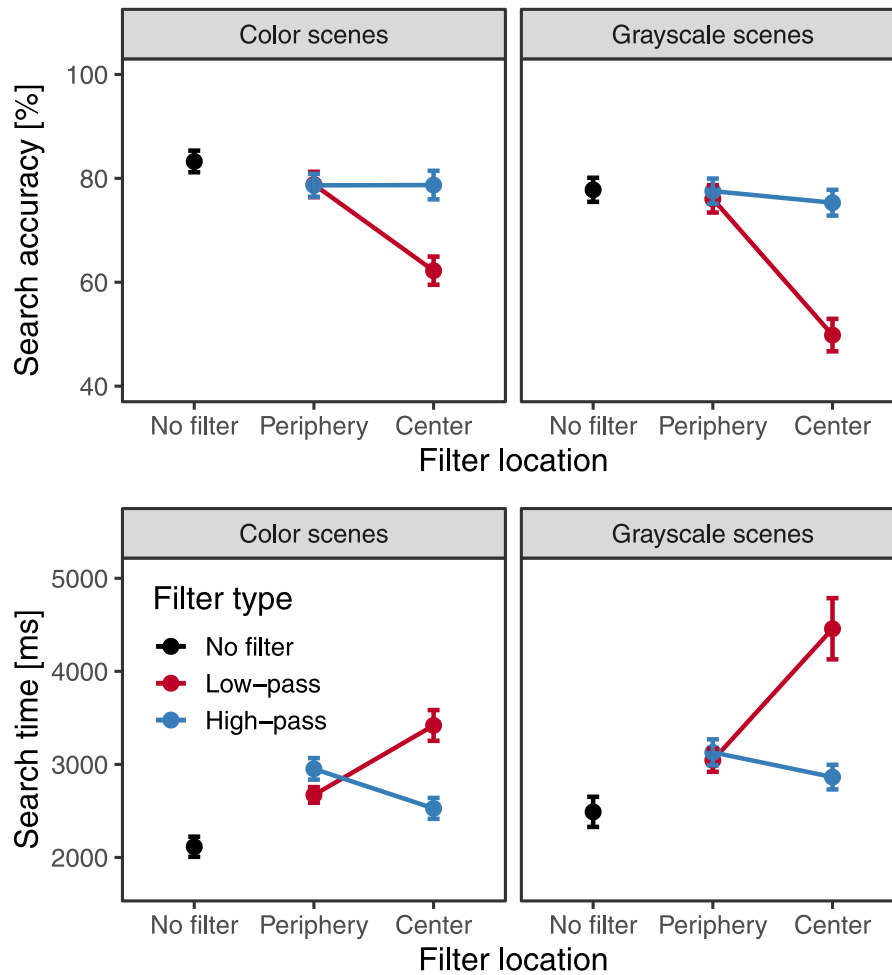 Color scenes
Grayscale scenes
Search accuracy [%]
100
80
60
40
No filter Periphery Center
No filter Periphery Center
Filter location
Color scenes
Grayscale scenes
Search time [ms]
5000
4000
3000
2000
Filter type
No filter
Low–pass
High–pass
No filter Periphery Center
No filter Periphery Center
Filter location